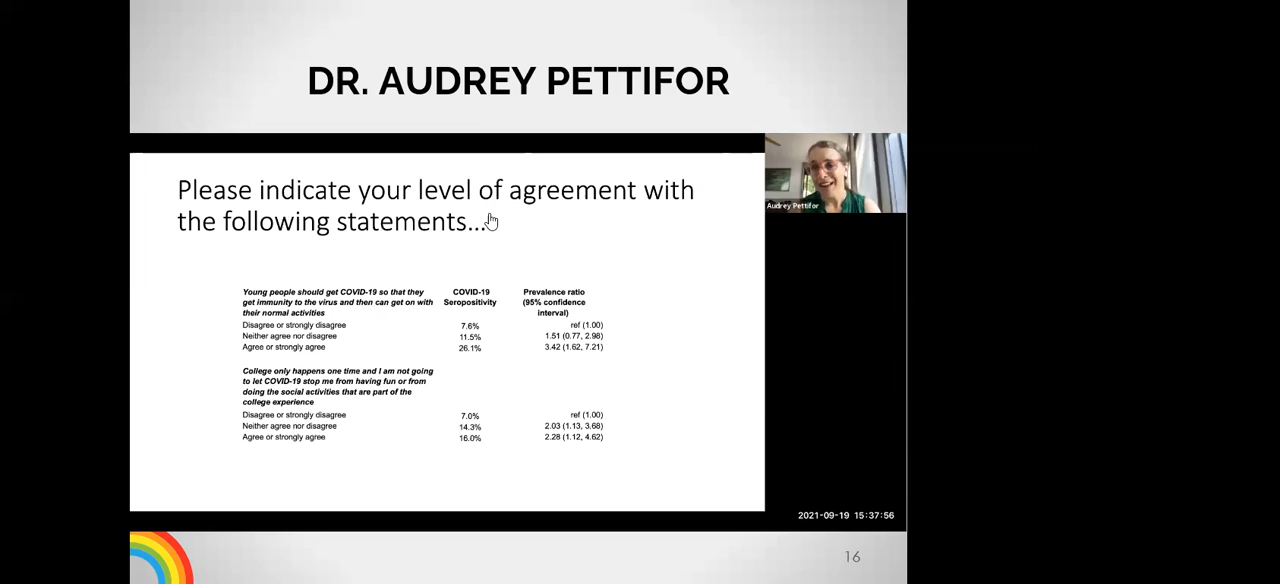 DR. AUDREY PETTIFOR
Please indicate your level of agreement with
the following statements...
Audrey Pettifor
Young people should get COVID-19 so that they COVID-19 Prevalence ratio
get immunity to the virus and then can get on with Seropositivity (95% confidence
their normal activities interval)
Disagree or strongly disagree 7.6% ref (1.00)
Neither agree nor disagree 11.5% 1.51 (0.77, 2.98)
Agree or strongly agree 26.1% 3.42 (1.62, 7.21)
College only happens one time and I am not going
to let COVID-19 stop me from having fun or from
doing the social activities that are part of the
college experience
Disagree or strongly disagree 7.0% ref (1.00)
Neither agree nor disagree 14.3% 2.03 (1.13, 3,68)
Agree or strongly agree 16.0% 2.28 (1.12, 4.62)
2021-09-19 15:37:56
16